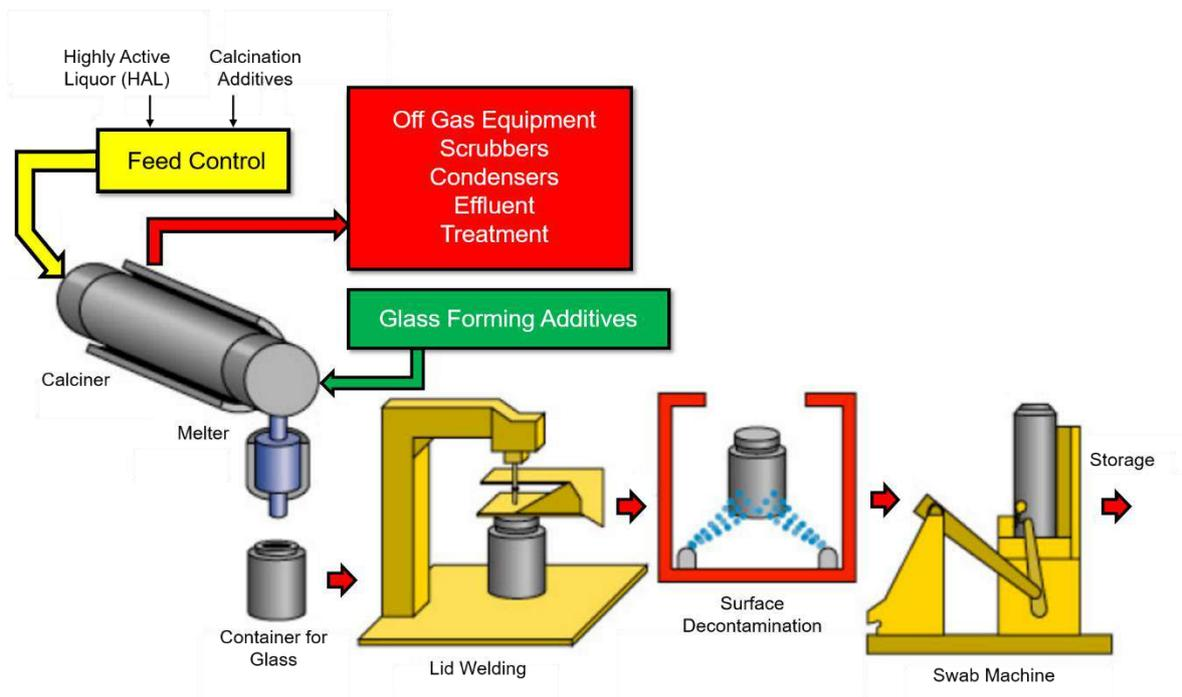 Highly Active
Liquor (HAL)
Calcination
Additives
Feed Control
Off Gas Equipment
Scrubbers
Condensers
Effluent
Treatment
Glass Forming Additives
Calciner
Melter
Container for
Glass
Lid Welding
Surface
Decontamination
Swab Machine
Storage